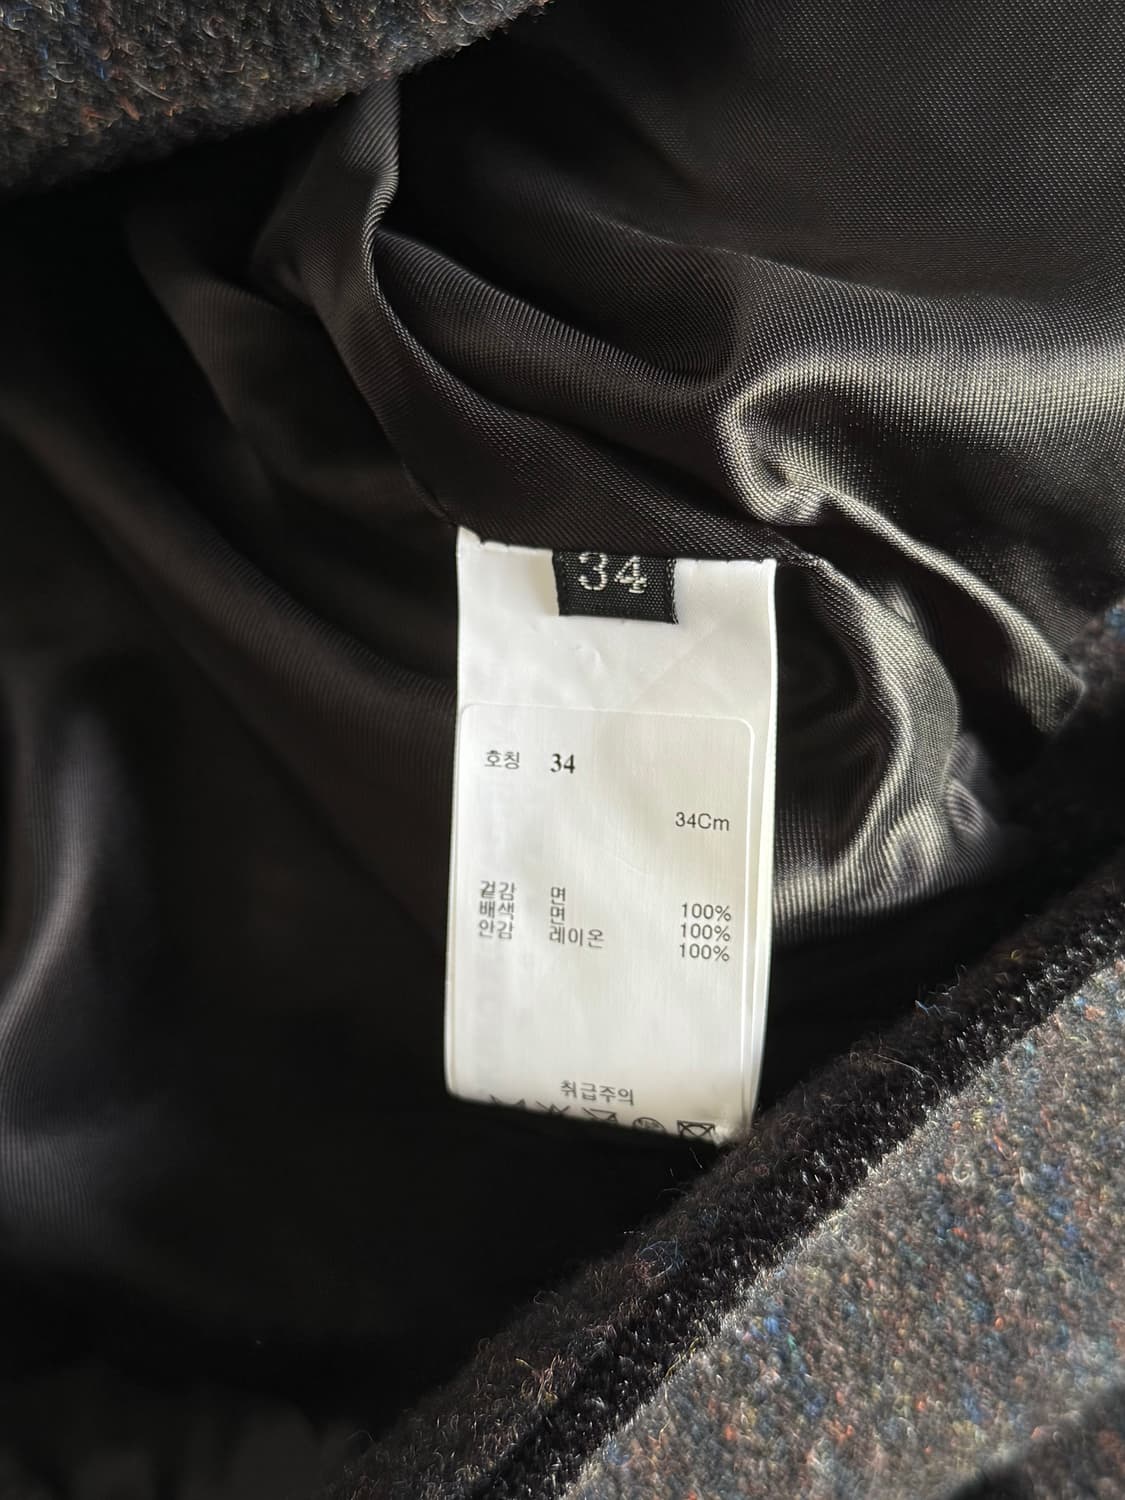 34
호칭 34
34Cm
겉감 면 100%
배색 면 100%
안감 레이온 100%
취급주의